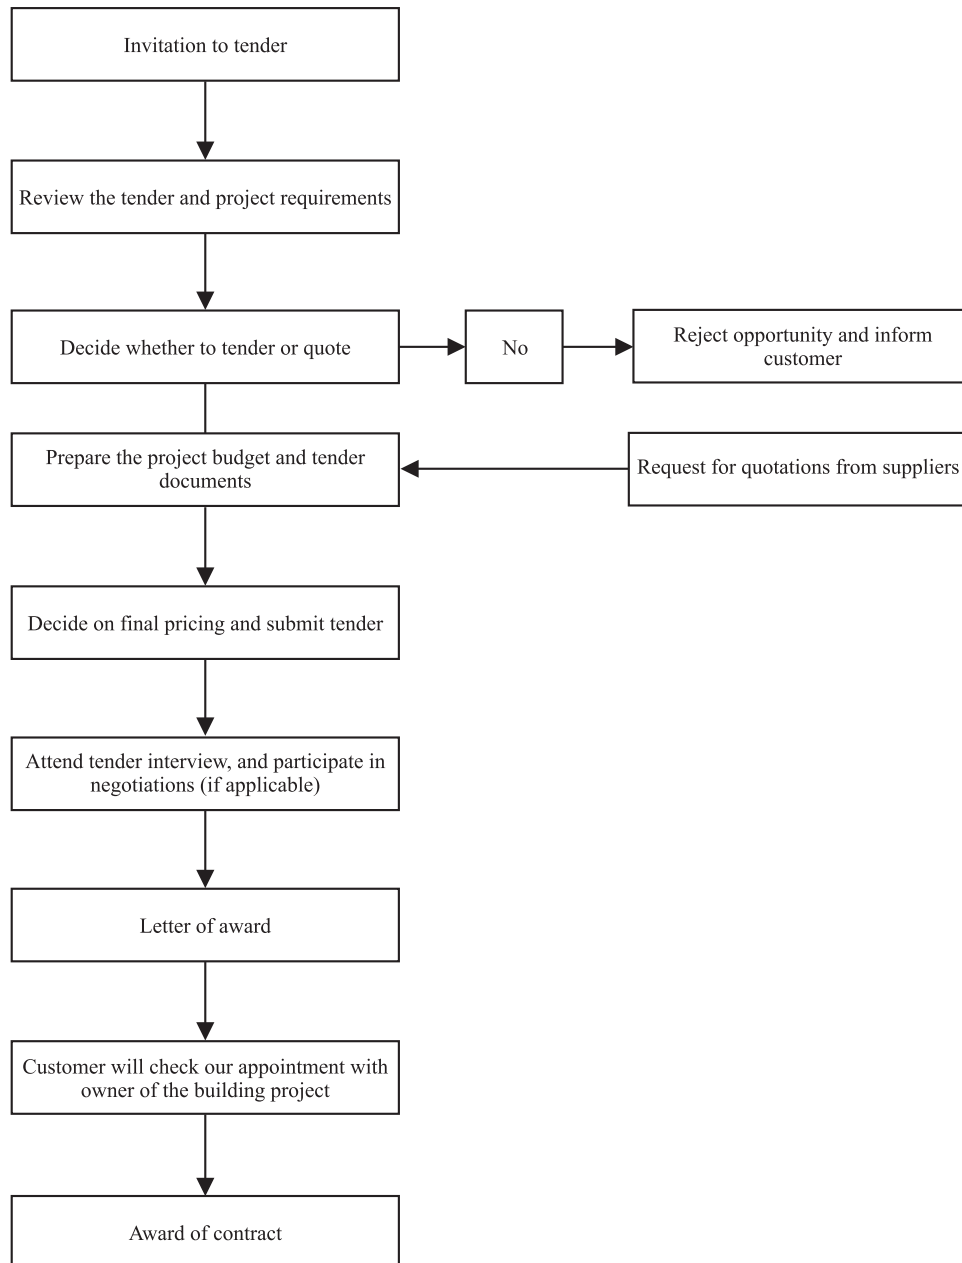 Invitation to tender
Review the tender and project requirements
Decide whether to tender or quote
No
Reject opportunity and inform
customer
Prepare the project budget and tender
documents
Request for quotations from suppliers
Decide on final pricing and submit tender
Attend tender interview, and participate in
negotiations (if applicable)
Letter of award
Customer will check our appointment with
owner of the building project
Award of contract